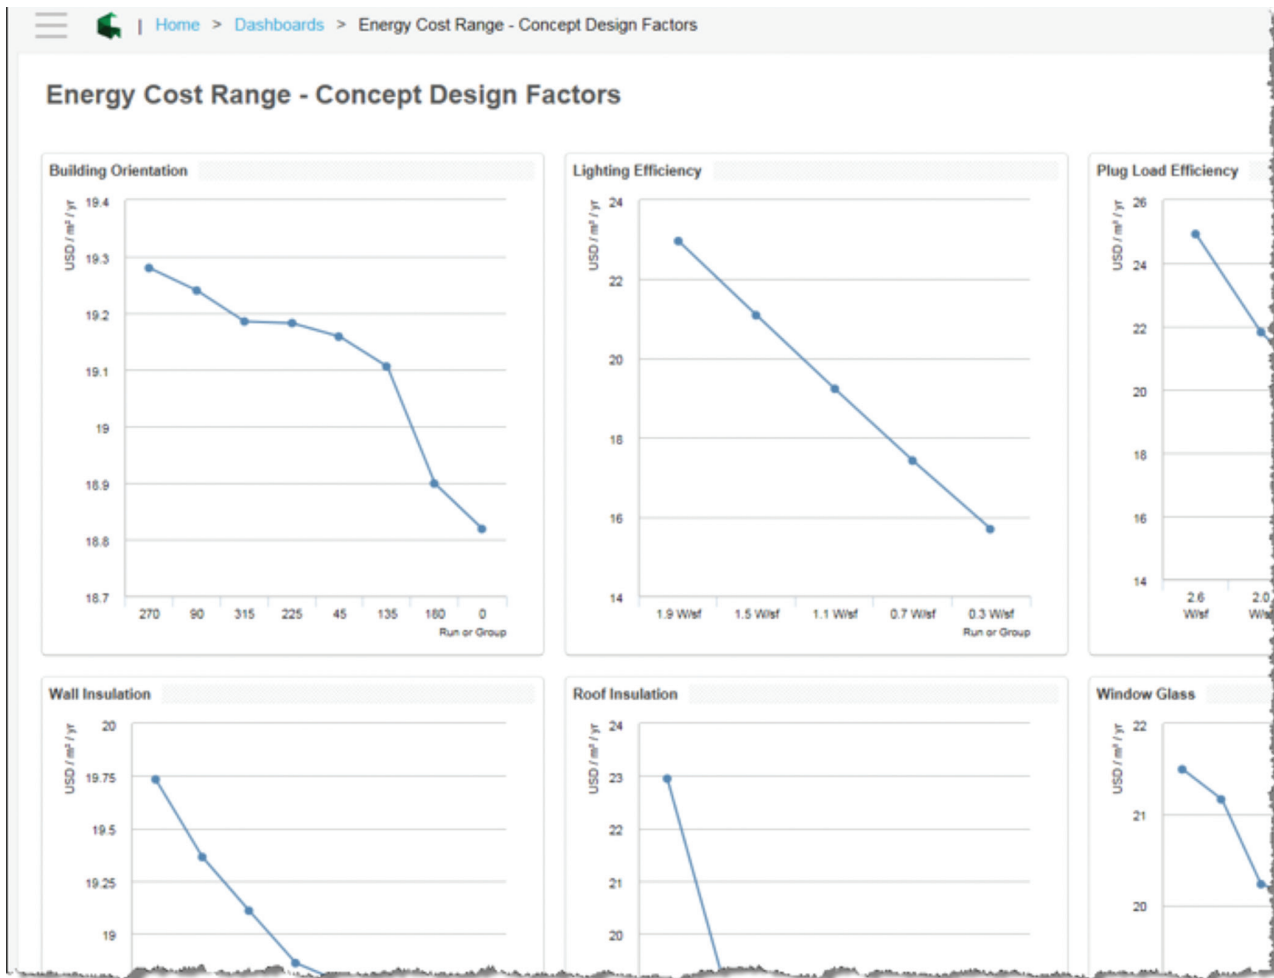 | Home > Dashboards > Energy Cost Range - Concept Design Factors
Energy Cost Range - Concept Design Factors
Building Orientation
USD / m² / yr
19.4
19.3
19.2
19.1
19
18.9
18.8
18.7
270 90 315 225 45 135 180 0
Run or Group
Lighting Efficiency
USD / m² / yr
24
22
20
18
16
14
1.9 W/sf 1.5 W/sf 1.1 W/sf 0.7 W/sf 0.3 W/sf
Run or Group
Plug Load Efficiency
USD / m² / yr
26
24
22
20
18
16
14
2.6 2.0
W/sf
Wall Insulation
USD / m² / yr
20
19.75
19.5
19.25
19
Roof Insulation
USD / m² / yr
24
23
22
21
20
Window Glass
USD / m² / yr
22
21
20